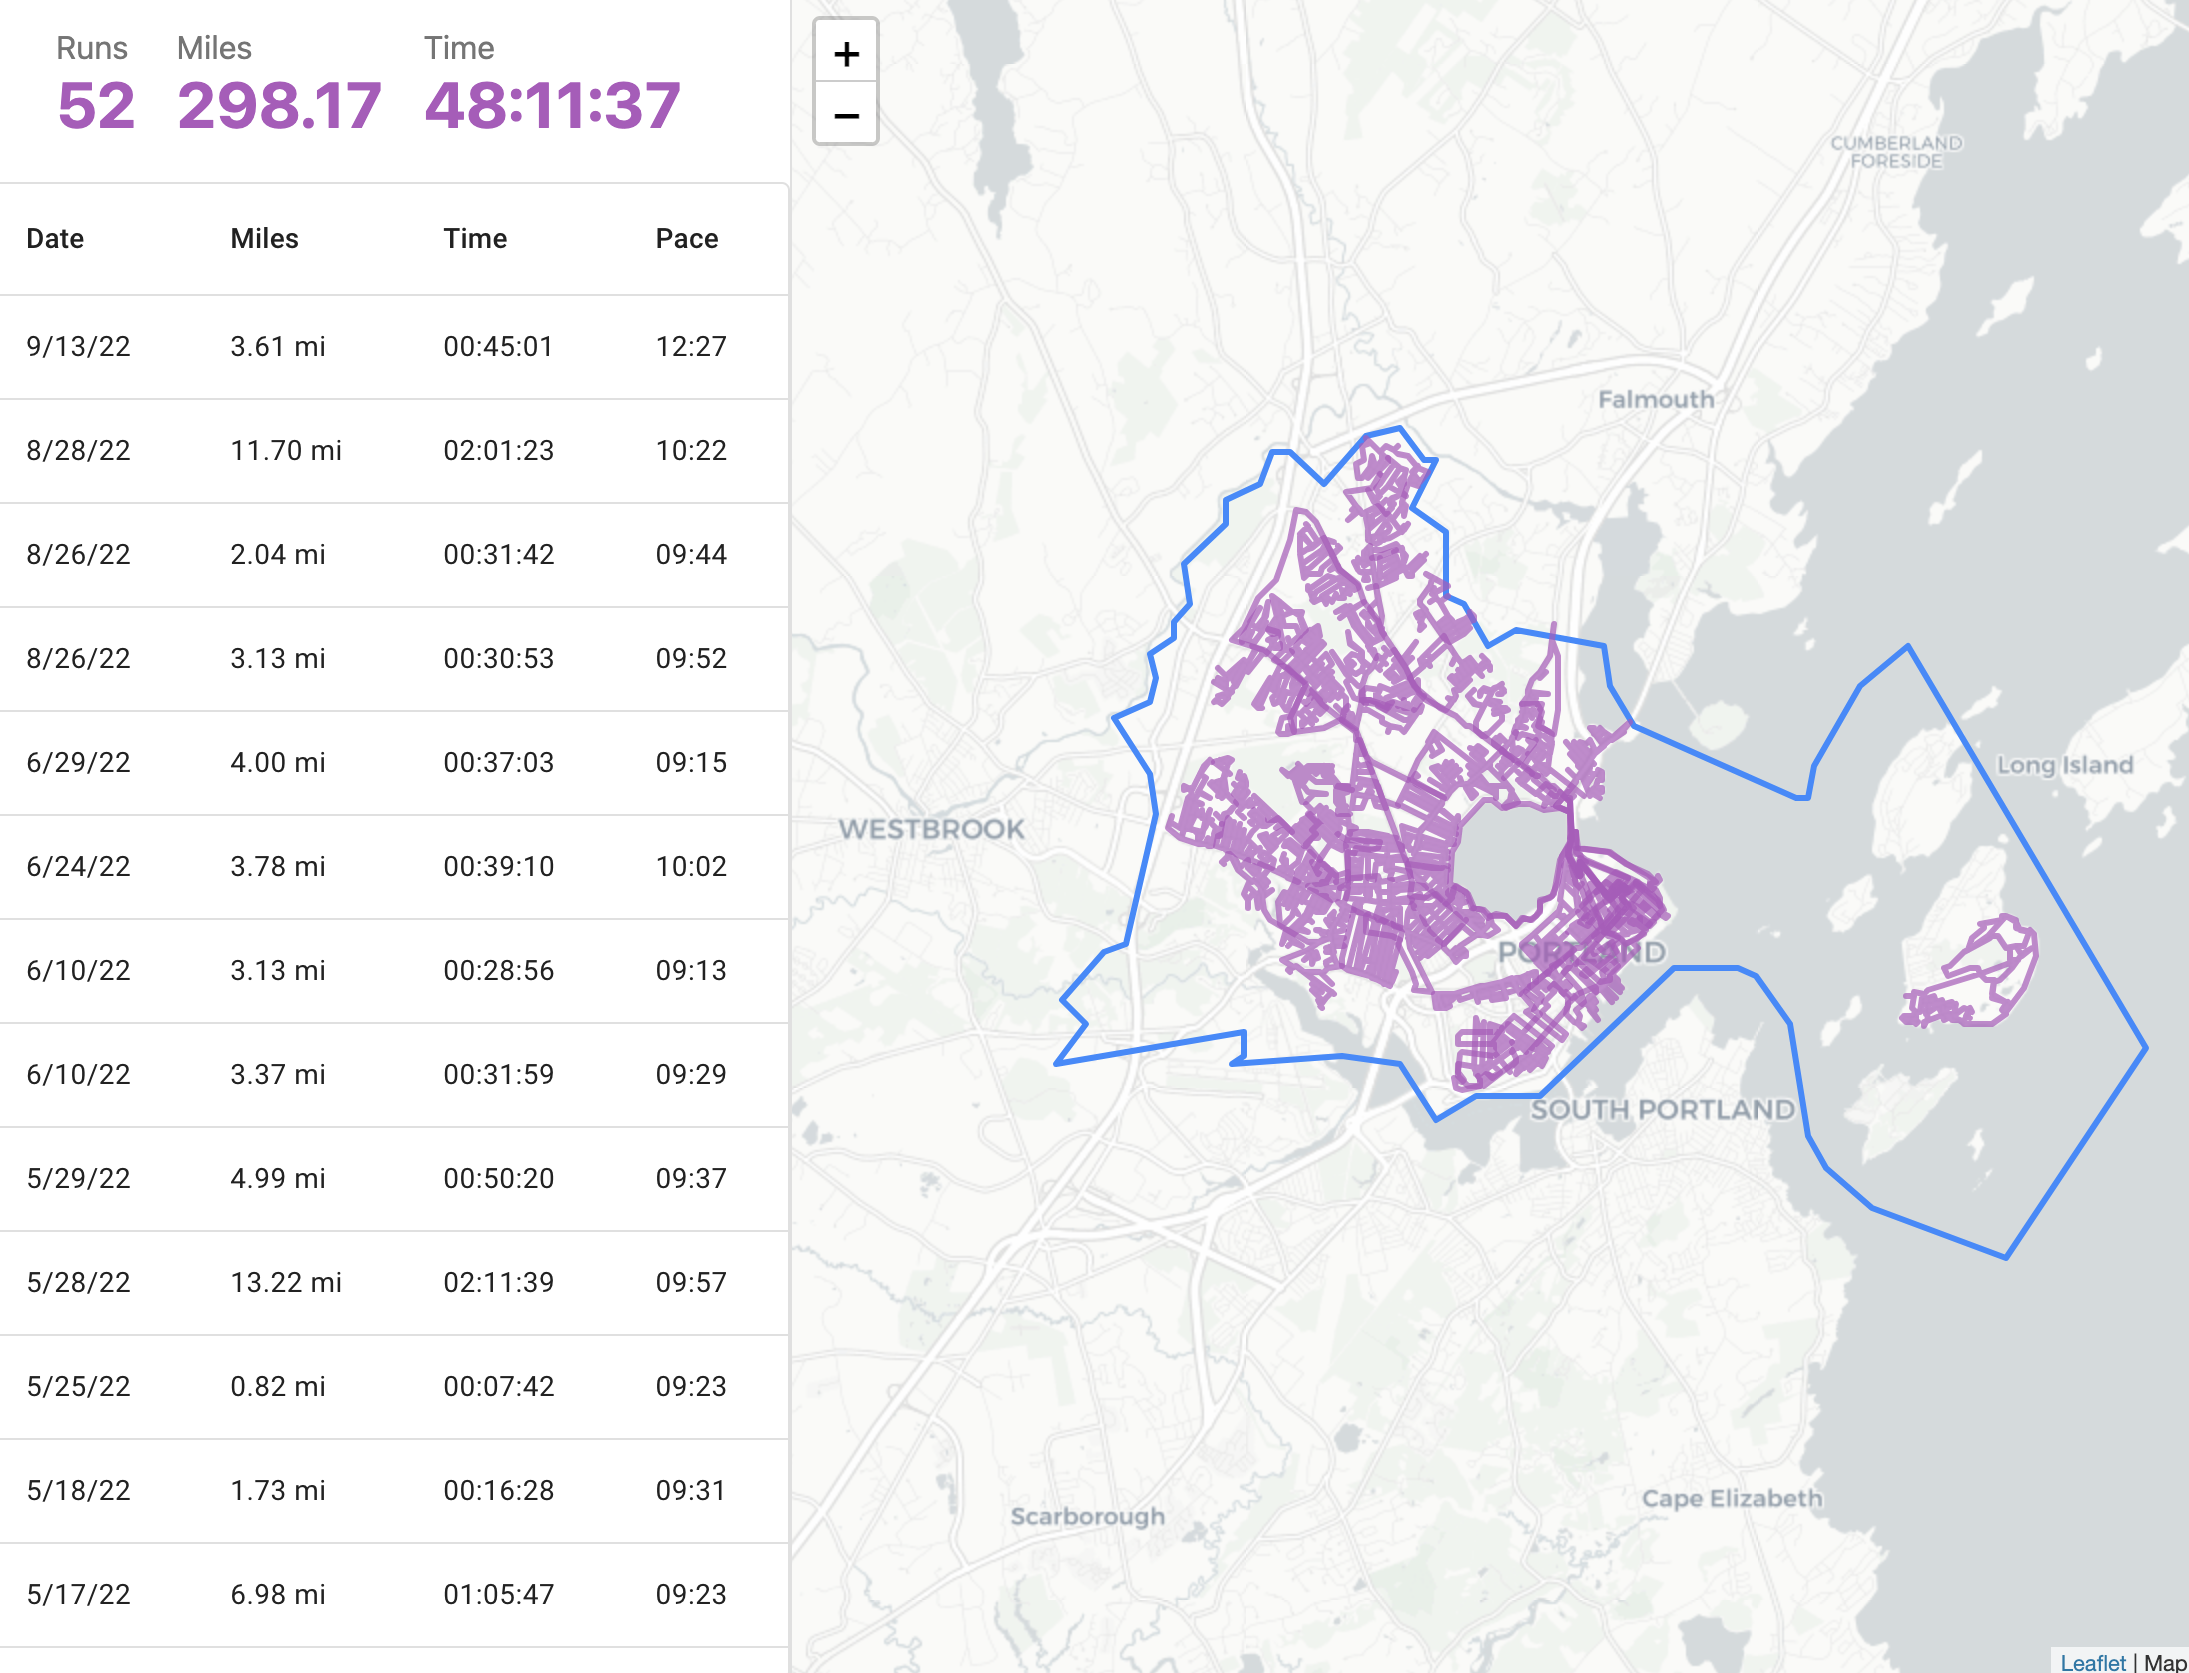 Runs Miles Time
52 298.17 48:11:37
Date Miles Time Pace
9/13/22 3.61 mi 00:45:01 12:27
8/28/22 11.70 mi 02:01:23 10:22
8/26/22 2.04 mi 00:31:42 09:44
8/26/22 3.13 mi 00:30:53 09:52
6/29/22 4.00 mi 00:37:03 09:15
6/24/22 3.78 mi 00:39:10 10:02
6/10/22 3.13 mi 00:28:56 09:13
6/10/22 3.37 mi 00:31:59 09:29
5/29/22 4.99 mi 00:50:20 09:37
5/28/22 13.22 mi 02:11:39 09:57
5/25/22 0.82 mi 00:07:42 09:23
5/18/22 1.73 mi 00:16:28 09:31
5/17/22 6.98 mi 01:05:47 09:23
+
−
CUMBERLAND
FORESIDE
Falmouth
Long Island
WESTBROOK
PORTLAND
SOUTH PORTLAND
Cape Elizabeth
Scarborough
Leaflet | Map